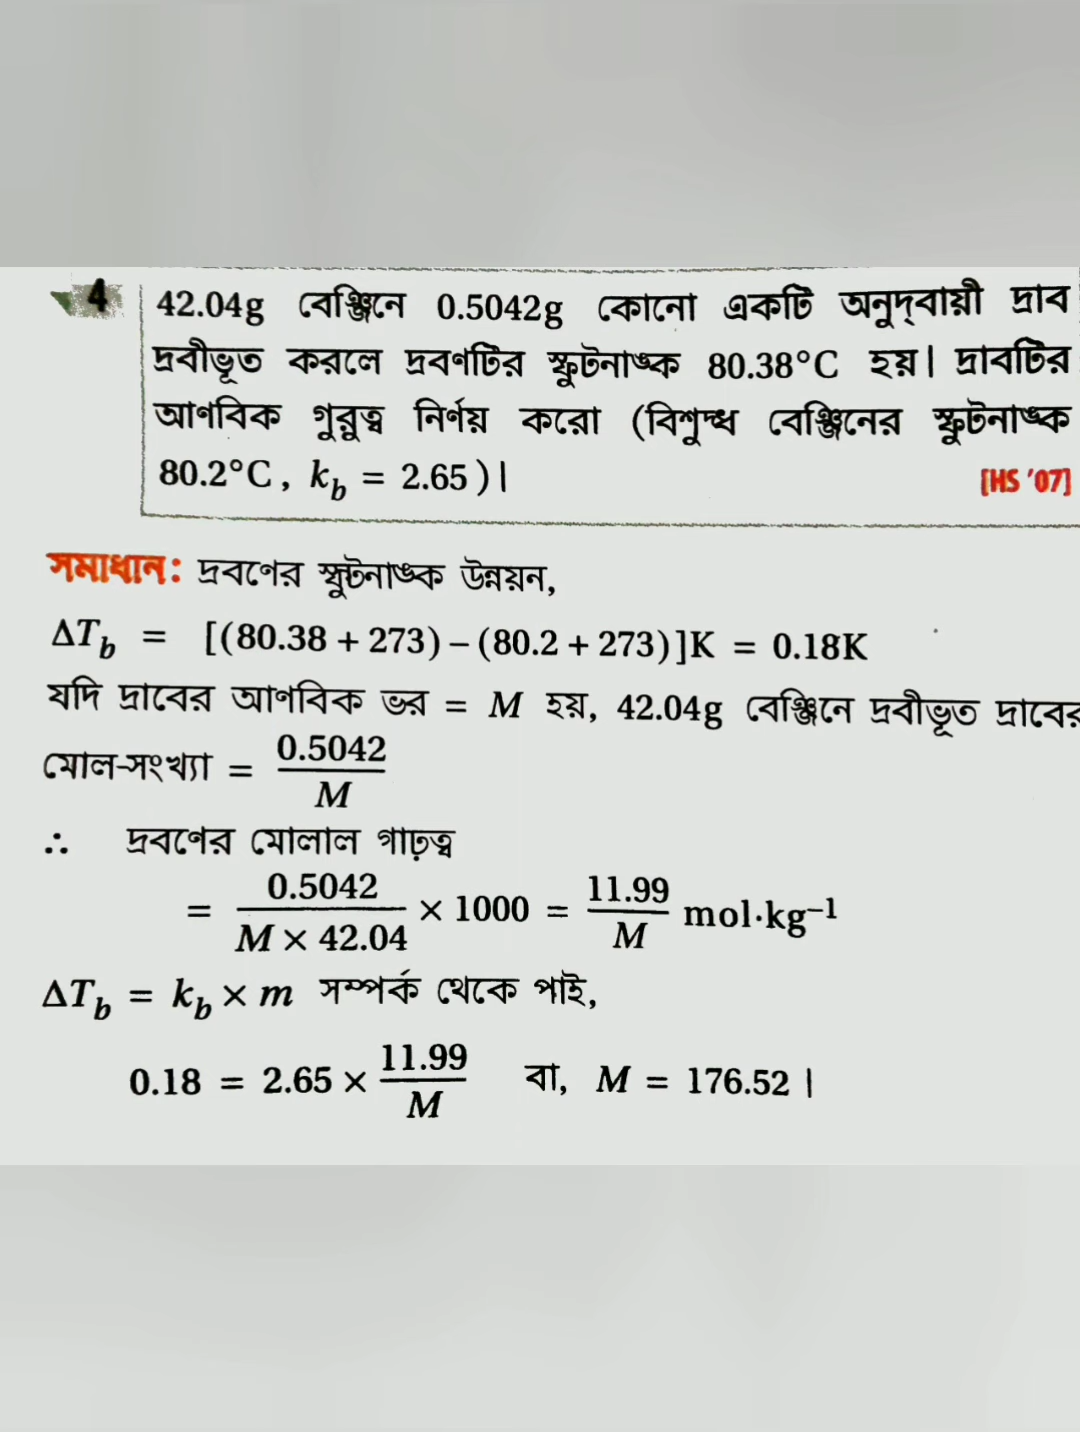 4
42.04g বেঞ্জিনে 0.5042g কোনো একটি অনুদ্‌বায়ী দ্রাব
দ্রবীভূত করলে দ্রবণটির স্ফুটনাঙ্ক 80.38°C হয়। দ্রাবটির
আণবিক গুরুত্ব নির্ণয় করো (বিশুদ্ধ বেঞ্জিনের স্ফুটনাঙ্ক
80.2°C, k_b = 2.65)।
[HS '07]
সমাধান: দ্রবণের স্ফুটনাঙ্ক উন্নয়ন,
ΔT_b = [(80.38 + 273) – (80.2 + 273)]K = 0.18K
যদি দ্রাবের আণবিক ভর = M হয়, 42.04g বেঞ্জিনে দ্রবীভূত দ্রাবের
মোল-সংখ্যা = 0.5042/M
∴ দ্রবণের মোলাল গাঢ়ত্ব
= 0.5042/(M × 42.04) × 1000 = 11.99/M mol·kg⁻¹
ΔT_b = k_b × m সম্পর্ক থেকে পাই,
0.18 = 2.65 × 11.99/M বা, M = 176.52।